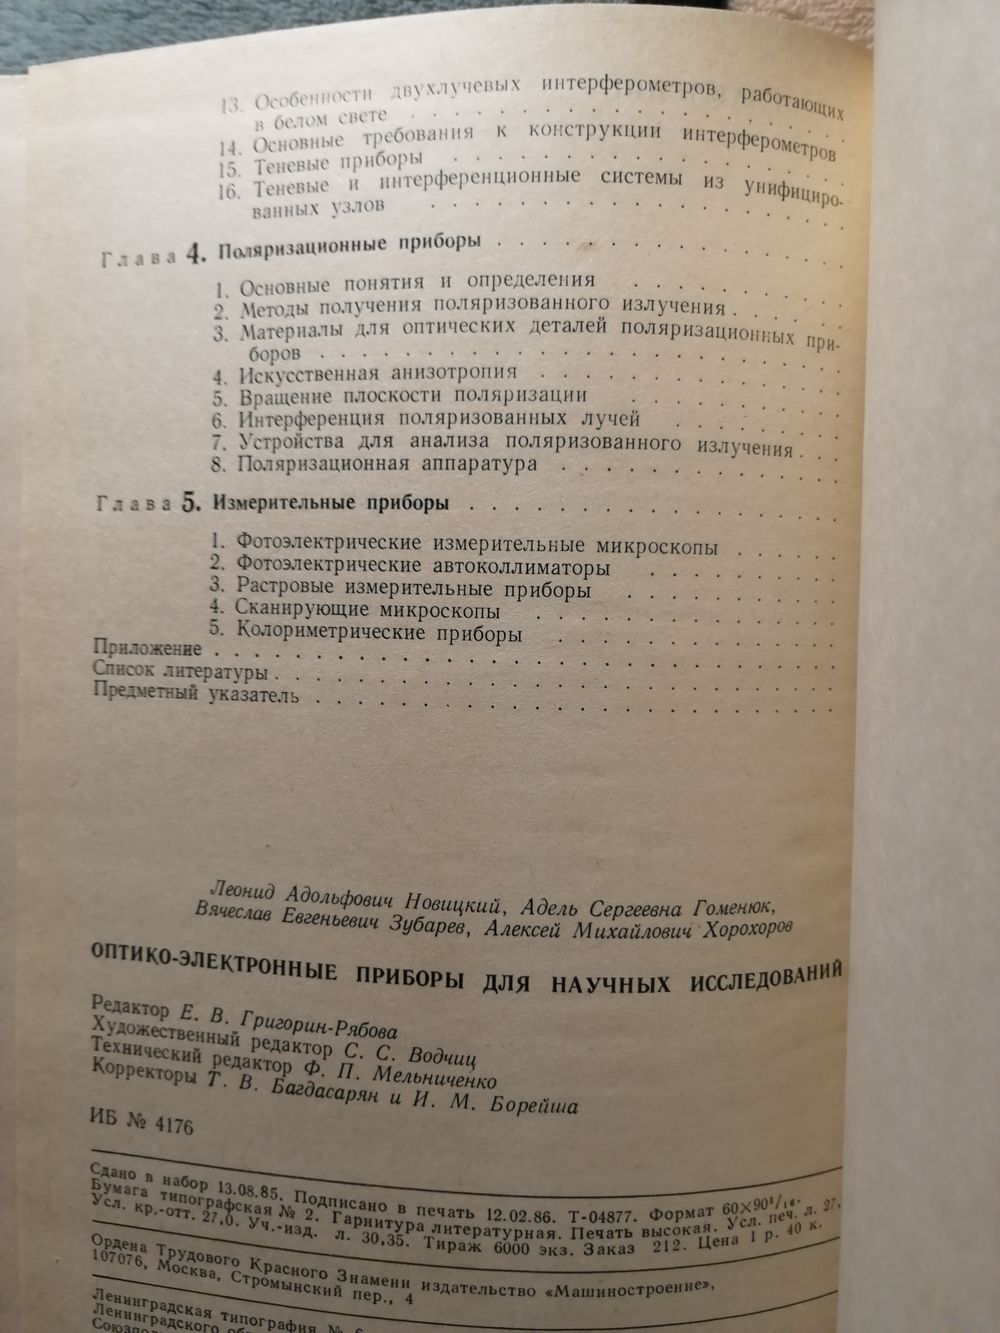 13. Особенности двухлучевых интерферометров, работающих
в белом свете . . . . . . . . . . . . . .
14. Основные требования к конструкции интерферометров
15. Теневые приборы . . . . . . . . . . . . .
16. Теневые и интерференционные системы из унифициро-
ванных узлов . . . . . . . . . . . . . .
Глава 4. Поляризационные приборы . . . . . . . . . . . .
1. Основные понятия и определения . . . . . . . .
2. Методы получения поляризованного излучения . . . . .
3. Материалы для оптических деталей поляризационных при-
боров . . . . . . . . . . . . . . . . .
4. Искусственная анизотропия . . . . . . . . . .
5. Вращение плоскости поляризации . . . . . . . .
6. Интерференция поляризованных лучей . . . . . .
7. Устройства для анализа поляризованного излучения . . .
8. Поляризационная аппаратура . . . . . . . . . .
Глава 5. Измерительные приборы . . . . . . . . . . . . .
1. Фотоэлектрические измерительные микроскопы . . . . .
2. Фотоэлектрические автоколлиматоры . . . . . . .
3. Растровые измерительные приборы . . . . . . . .
4. Сканирующие микроскопы . . . . . . . . . . .
5. Колориметрические приборы . . . . . . . . . .
Приложение . . . . . . . . . . . . . . . . . . . . . .
Список литературы . . . . . . . . . . . . . . . . . . .
Предметный указатель . . . . . . . . . . . . . . . . . .
Леонид Адольфович Новицкий, Адель Сергеевна Гоменюк,
Вячеслав Евгеньевич Зубарев, Алексей Михайлович Хорохоров
ОПТИКО-ЭЛЕКТРОННЫЕ ПРИБОРЫ ДЛЯ НАУЧНЫХ ИССЛЕДОВАНИЙ
Редактор Е. В. Григорин-Рябова
Художественный редактор С. С. Водчиц
Технический редактор Ф. П. Мельниченко
Корректоры Т. В. Багдасарян и И. М. Борейша
ИБ № 4176
Сдано в набор 13.08.85. Подписано в печать 12.02.86. Т-04877. Формат 60×90¹/₁₆.
Бумага типографская № 2. Гарнитура литературная. Печать высокая. Усл. печ. л. 27,
Усл. кр.-отт. 27,0. Уч.-изд. л. 30,35. Тираж 6000 экз. Заказ 212. Цена 1 р. 40 к.
Ордена Трудового Красного Знамени издательство «Машиностроение»,
107076, Москва, Стромынский пер., 4
Ленинградская типография № 6
Ленинградского